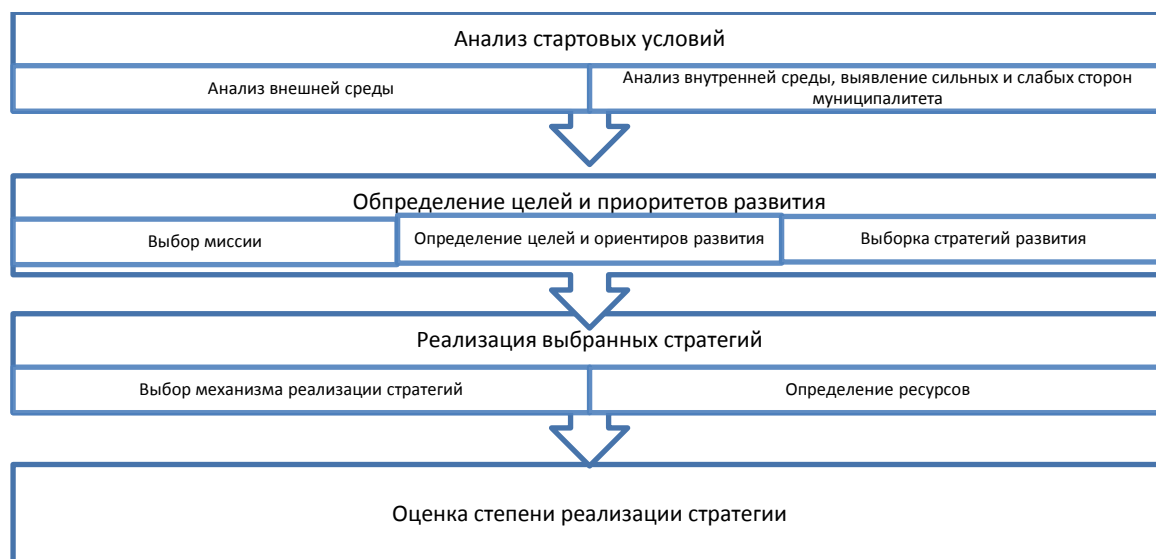 Анализ стартовых условий
Анализ внешней среды
Анализ внутренней среды, выявление сильных и слабых сторон
муниципалитета
Обпределение целей и приоритетов развития
Выбор миссии
Определение целей и ориентиров развития
Выборка стратегий развития
Реализация выбранных стратегий
Выбор механизма реализации стратегий
Определение ресурсов
Оценка степени реализации стратегии